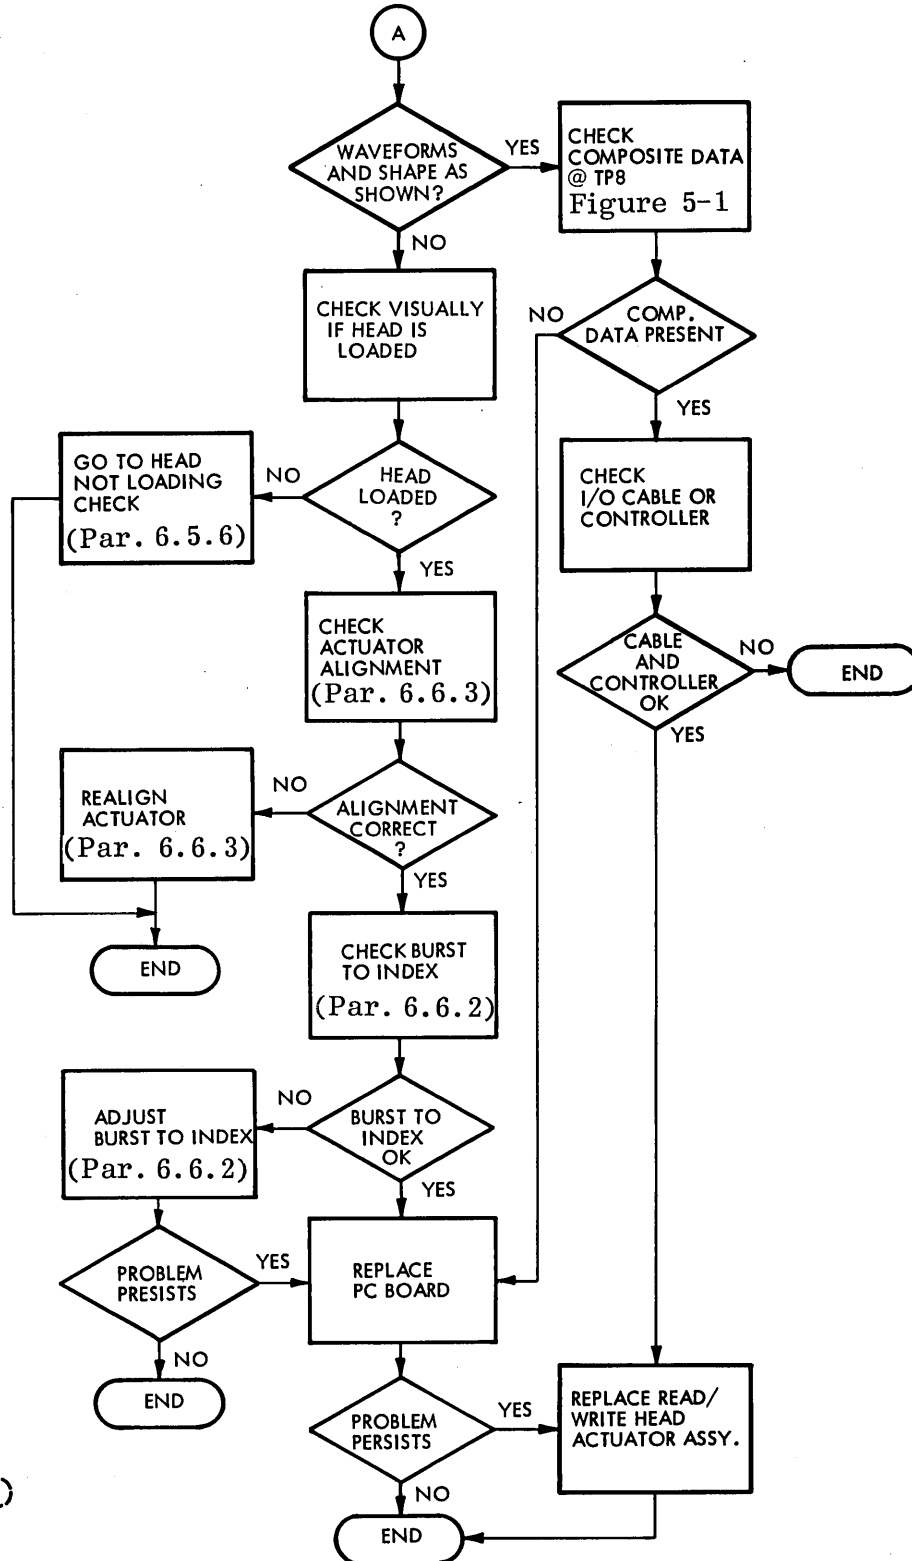 A
WAVEFORMS
AND SHAPE AS
SHOWN?
YES
CHECK
COMPOSITE DATA
@ TP8
Figure 5-1
NO
CHECK VISUALLY
IF HEAD IS
LOADED
NO
COMP.
DATA PRESENT
YES
GO TO HEAD
NOT LOADING
CHECK
(Par. 6.5.6)
NO
HEAD
LOADED
?
YES
CHECK
I/O CABLE OR
CONTROLLER
CHECK
ACTUATOR
ALIGNMENT
(Par. 6.6.3)
CABLE
AND
CONTROLLER
OK
NO
END
YES
REALIGN
ACTUATOR
(Par. 6.6.3)
NO
ALIGNMENT
CORRECT
?
YES
END
CHECK BURST
TO INDEX
(Par. 6.6.2)
ADJUST
BURST TO INDEX
(Par. 6.6.2)
NO
BURST TO
INDEX
OK
YES
PROBLEM
PRESISTS
YES
REPLACE
PC BOARD
NO
END
PROBLEM
PERSISTS
YES
REPLACE READ/
WRITE HEAD
ACTUATOR ASSY.
NO
END